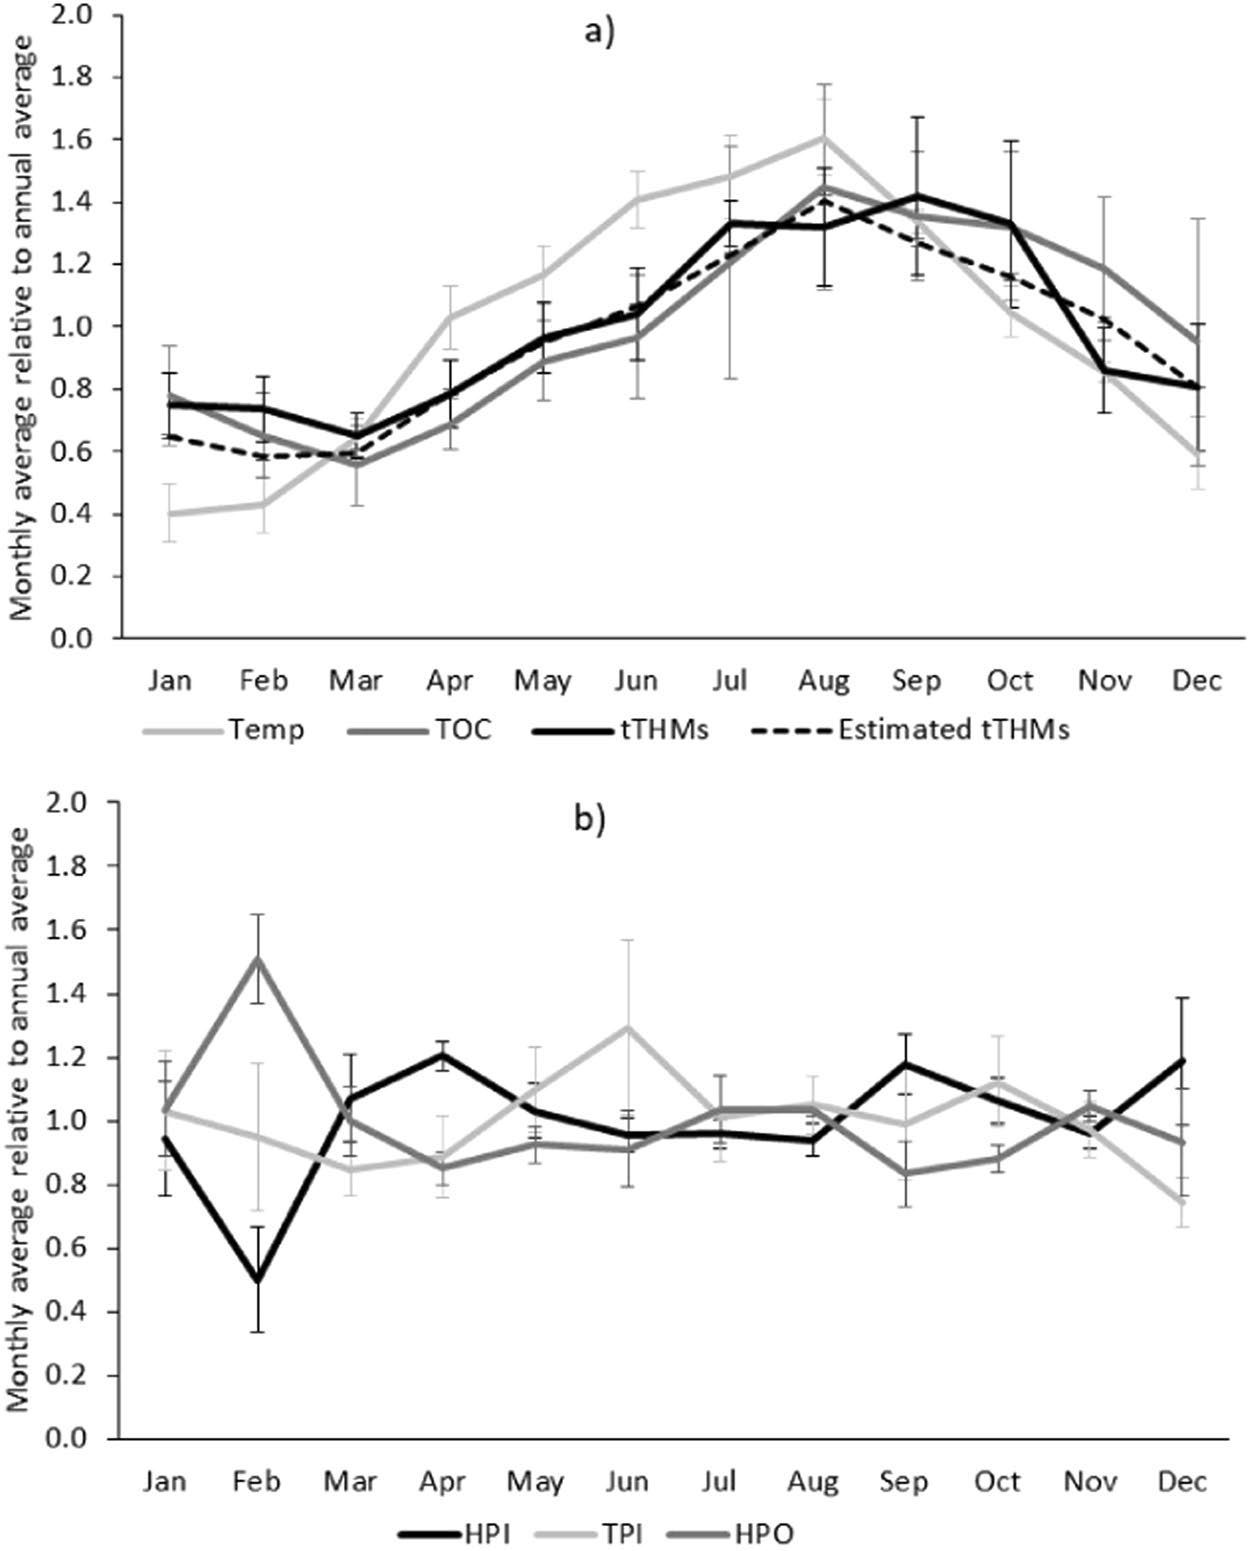 a)
Monthly average relative to annual average
2.0
1.8
1.6
1.4
1.2
1.0
0.8
0.6
0.4
0.2
0.0
Jan Feb Mar Apr May Jun Jul Aug Sep Oct Nov Dec
Temp TOC tTHMs Estimated tTHMs
b)
Monthly average relative to annual average
2.0
1.8
1.6
1.4
1.2
1.0
0.8
0.6
0.4
0.2
0.0
Jan Feb Mar Apr May Jun Jul Aug Sep Oct Nov Dec
HPI TPI HPO